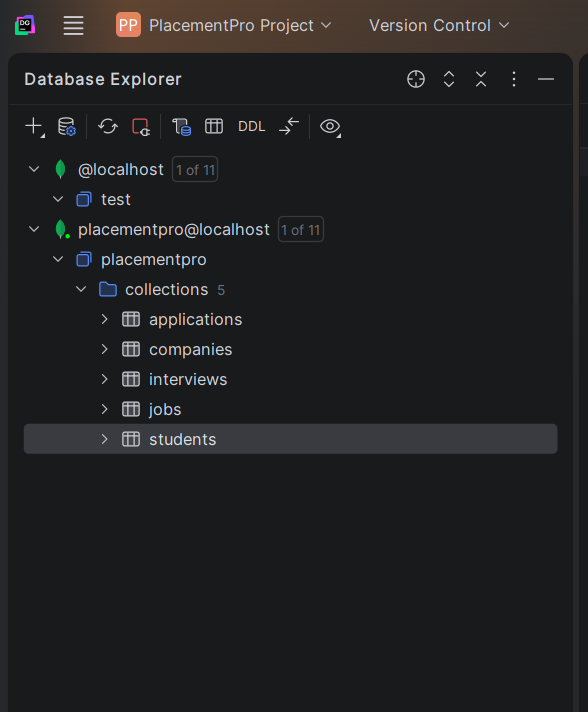 DG PP PlacementPro Project Version Control
Database Explorer
DDL
@localhost 1 of 11
test
placementpro@localhost 1 of 11
placementpro
collections 5
applications
companies
interviews
jobs
students